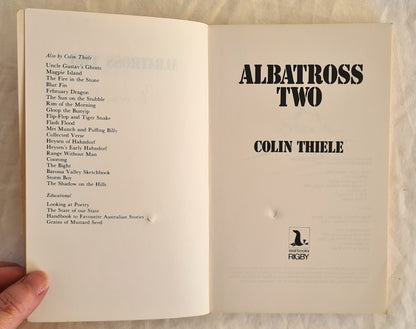 Also by Colin Thiele
Uncle Gustav's Ghosts
Magpie Island
The Fire in the Stone
Blue Fin
February Dragon
The Sun on the Stubble
Rim of the Morning
Gloop the Bunyip
Flip-Flop and Tiger Snake
Flash Flood
Mrs Munch and Puffing Billy
Collected Verse
Heysen of Hahndorf
Heysen's Early Hahndorf
Range Without Man
Coorong
The Bight
Barossa Valley Sketchbook
Storm Boy
The Shadow on the Hills
Educational
Looking at Poetry
The State of our State
Handbook to Favourite Australian Stories
Grains of Mustard Seed
ALBATROSS
TWO
COLIN THIELE
seal books
RIGBY